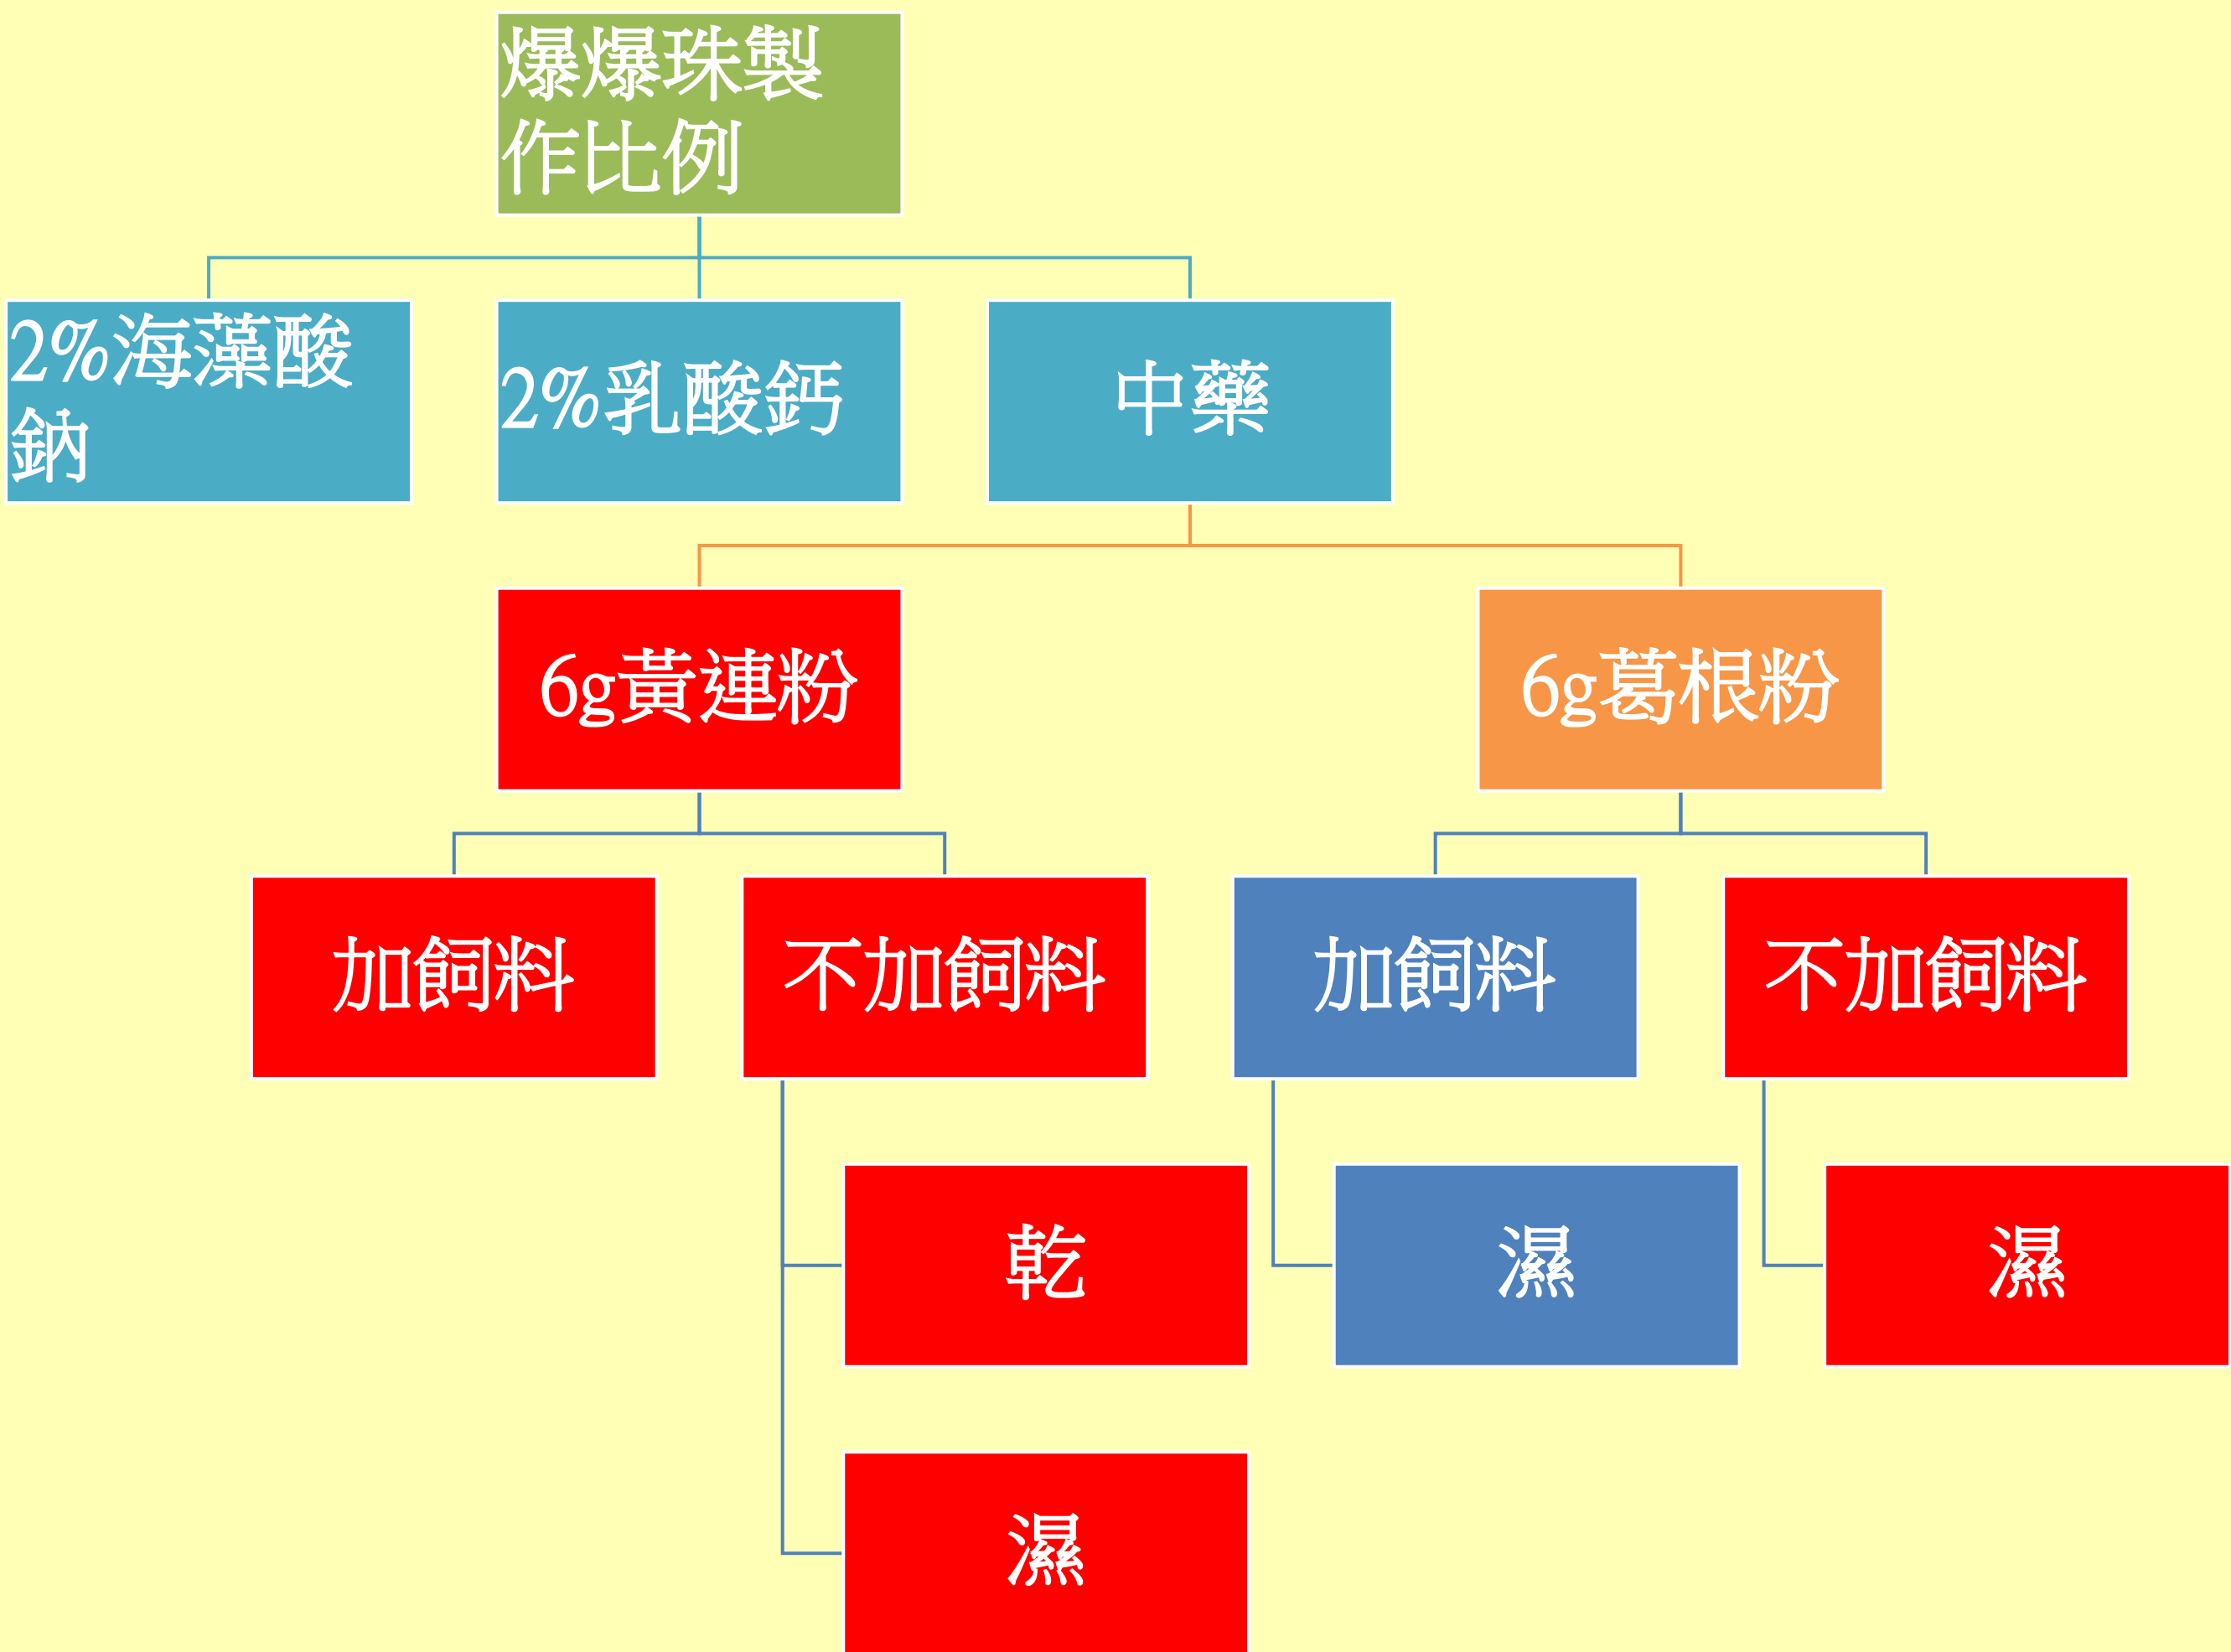 爆爆珠製
作比例
2%海藻酸
鈉
2%乳酸鈣
中藥
6g黃連粉
6g葛根份
加飼料
不加飼料
加飼料
不加飼料
乾
濕
濕
濕